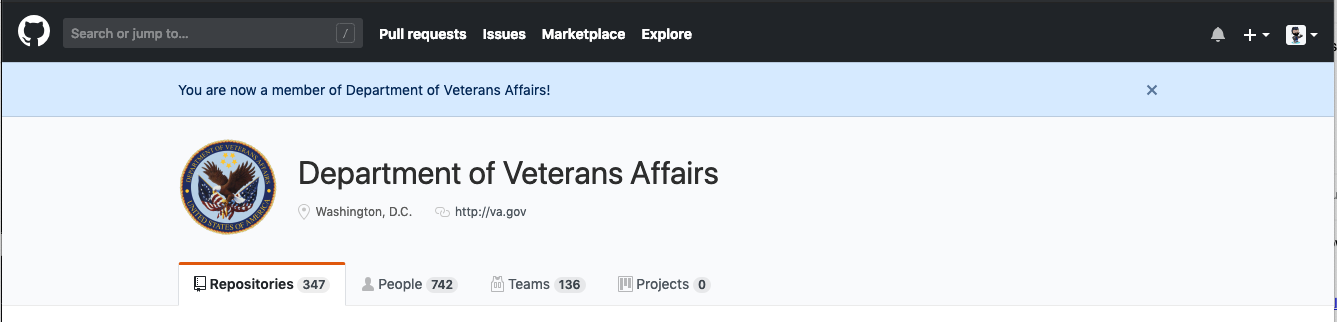 Search or jump to... / Pull requests Issues Marketplace Explore
You are now a member of Department of Veterans Affairs!
DEPARTMENT OF VETERANS AFFAIRS
UNITED STATES OF AMERICA
Department of Veterans Affairs
Washington, D.C. http://va.gov
Repositories 347 People 742 Teams 136 Projects 0